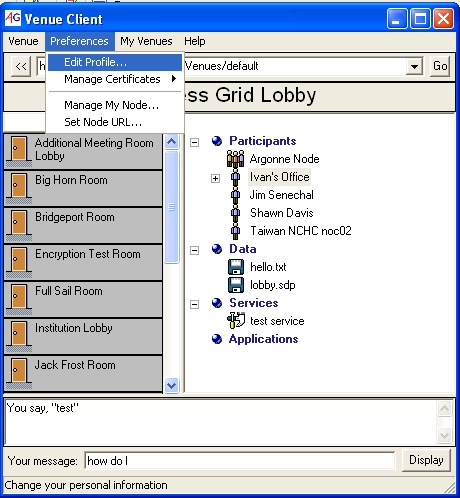 AG Venue Client
Venue Preferences My Venues Help
<< h Venues/default Go
Edit Profile...
Manage Certificates
Manage My Node...
Set Node URL...
ss Grid Lobby
Additional Meeting Room
Lobby
Big Horn Room
Bridgeport Room
Encryption Test Room
Full Sail Room
Institution Lobby
Jack Frost Room
Participants
Argonne Node
Ivan's Office
Jim Senechal
Shawn Davis
Taiwan NCHC noc02
Data
hello.txt
lobby.sdp
Services
test service
Applications
You say, "test"
Your message: how do I Display
Change your personal information